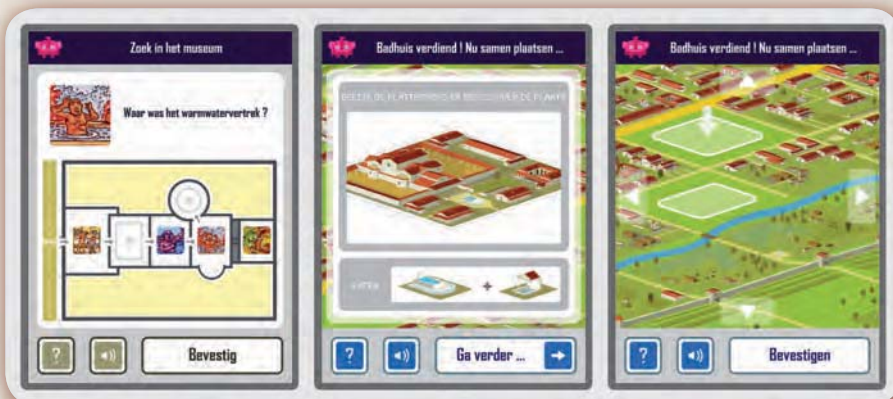 Zoek in het museum
Waar was het warmwatervertrek ?
?
Bevestig
Badhuis verdiend ! Nu samen plaatsen ...
?
Ga verder ...
Badhuis verdiend ! Nu samen plaatsen ...
?
Bevestigen